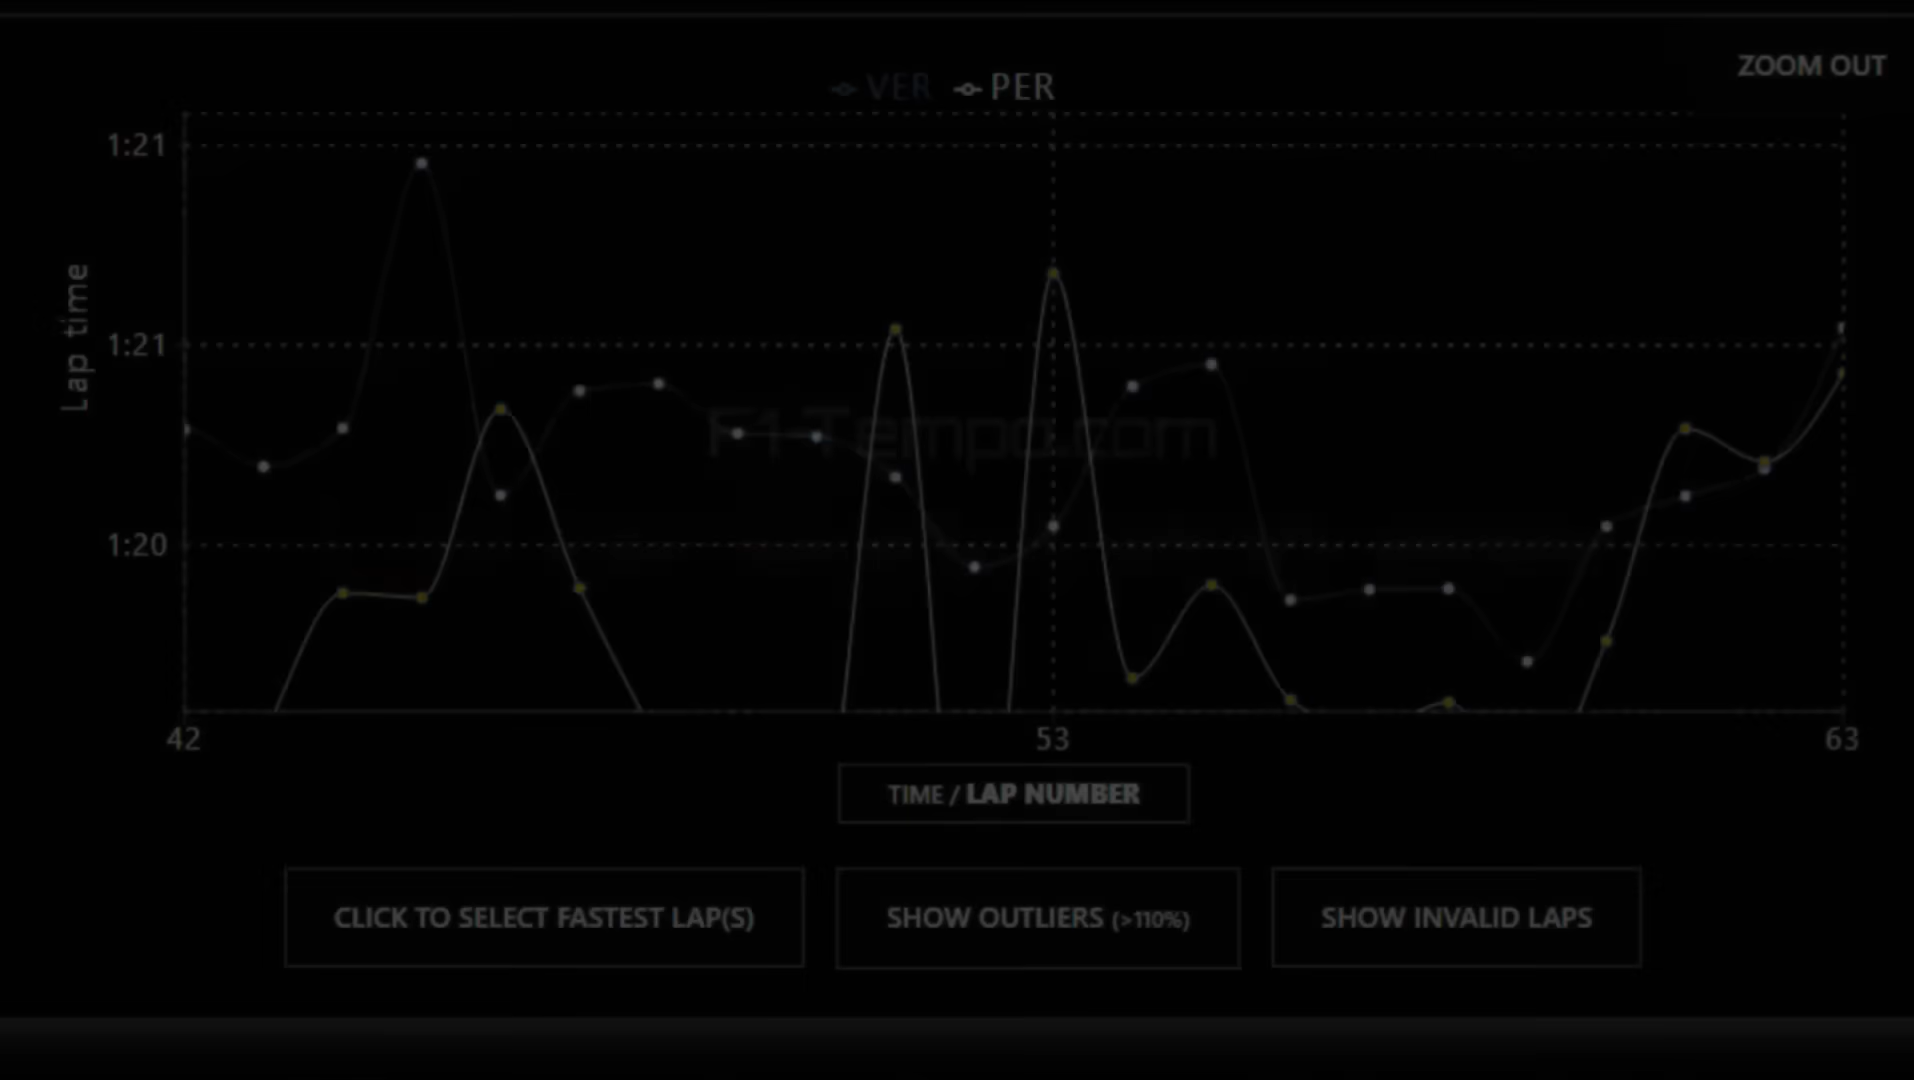 ZOOM OUT
VER PER
1:21
Lap time
1:21
F1-Tempo.com
1:20
42 53 63
TIME / LAP NUMBER
CLICK TO SELECT FASTEST LAP(S) SHOW OUTLIERS (>110%) SHOW INVALID LAPS